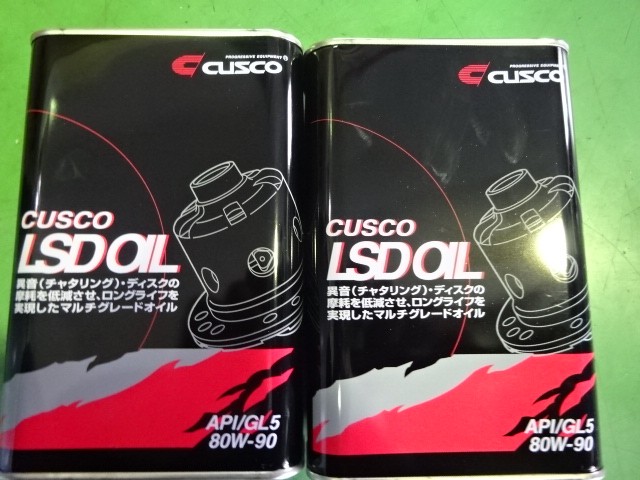 PROGRESSIVE EQUIPMENT
CUSCO
CUSCO
LSD OIL
異音(チャタリング)・ディスクの
摩耗を低減させ、ロングライフを
実現したマルチグレードオイル
API/GL5
80W-90
PROGRESSIVE EQUIPMENT
CUSCO
CUSCO
LSD OIL
異音(チャタリング)・ディスクの
摩耗を低減させ、ロングライフを
実現したマルチグレードオイル
API/GL5
80W-90